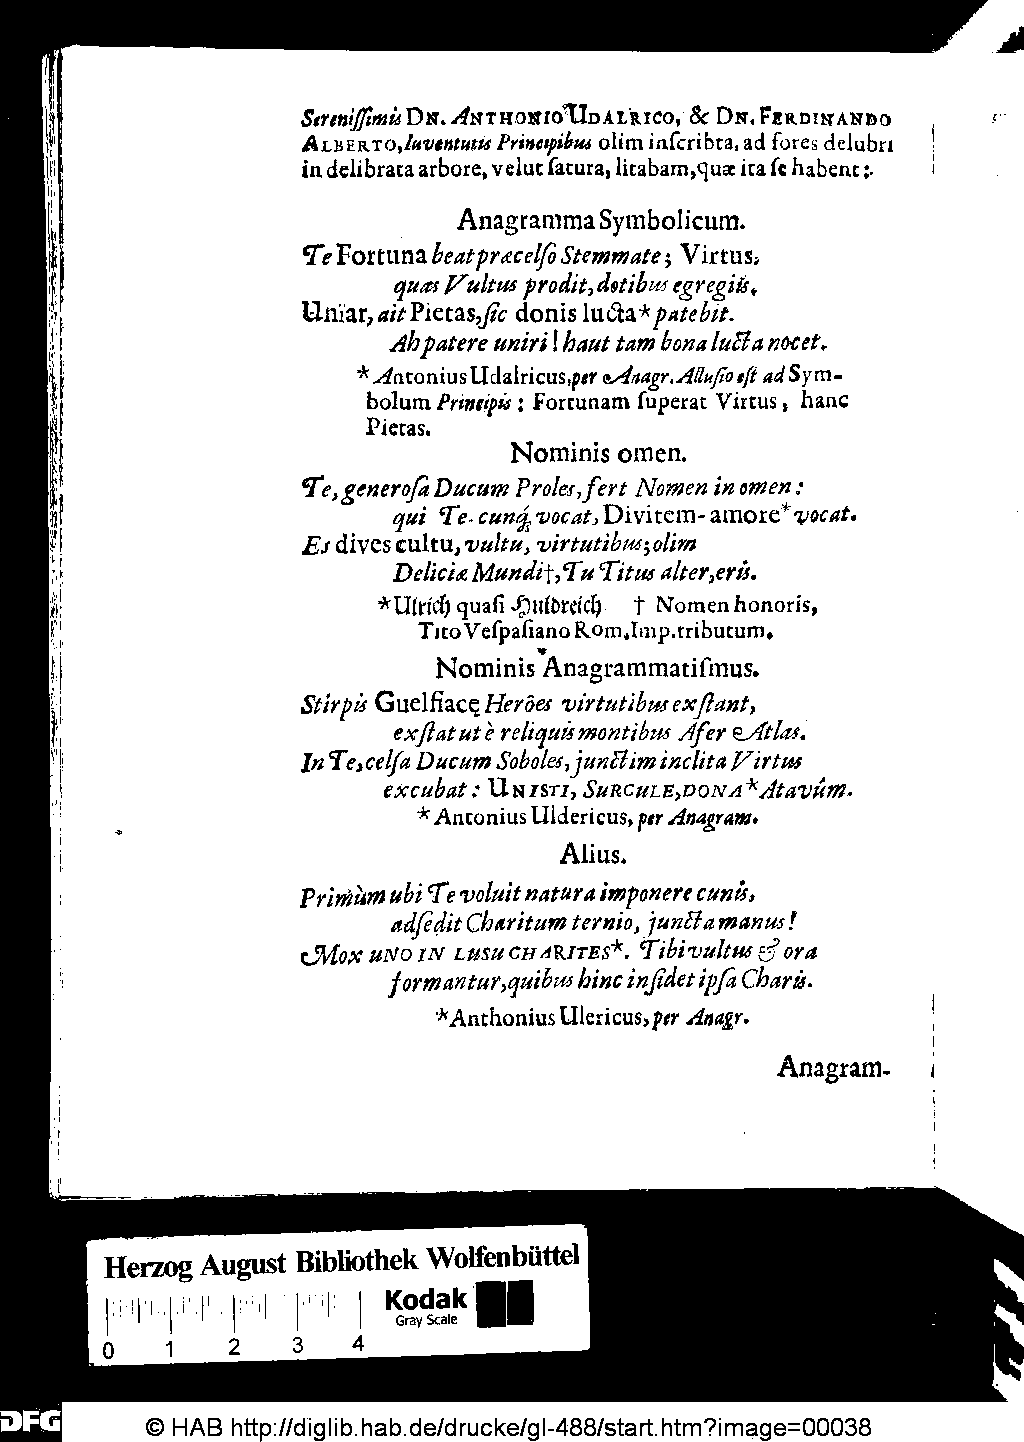 Sereniſſimis DN. ANTHONIO UDALRICO, & DN. FERDINANDO
ALBERTO, Iuventutis Principibus olim inſcribta, ad fores delubri
in delibrata arbore, velut ſatura, litabam, quæ ita ſe habent:.
Anagramma Symbolicum.
Te Fortuna beat præcelſo Stemmate; Virtus,
quas Vultus prodit, dotibus egregiis.
Uniar, ait Pietas, ſic donis lucta* patebit.
Ah patere uniri! haut tam bona lucta nocet.
* Antonius Udalricus, per Anagr. Alluſio eſt ad Sym-
bolum Principis: Fortunam ſuperat Virtus, hanc
Pietas.
Nominis omen.
Te, generoſa Ducum Proles, fert Nomen in omen:
qui Te-cunq́; vocat, Divitem-amore* vocat.
Es dives cultu, vultu, virtutibus; olim
Deliciæ Mundi†, Tu Titus alter, eris.
* Ulrich quaſi Huldreich † Nomen honoris,
Tito Veſpaſiano Rom. Imp. tributum.
Nominis Anagrammatiſmus.
Stirpis Guelfiacę Herôes virtutibus exſtant,
exſtat ut è reliquis montibus Afer Atlas.
In Te, celſa Ducum Soboles, junctim inclita Virtus
excubat: UNISTI, SURCULE, DONA* Atavûm.
* Antonius Uldericus, per Anagram.
Alius.
Primùm ubi Te voluit natura imponere cunis,
adſedit Charitum ternio, juncta manus!
Mox UNO IN LUSU CHARITES*. Tibi vultus & ora
formantur, quibus hinc inſidet ipſa Charis.
* Anthonius Ulericus, per Anagr.
Anagram-
Herzog August Bibliothek Wolfenbüttel
Kodak
Gray Scale
0 1 2 3 4
DFG
© HAB http://diglib.hab.de/drucke/gl-488/start.htm?image=00038